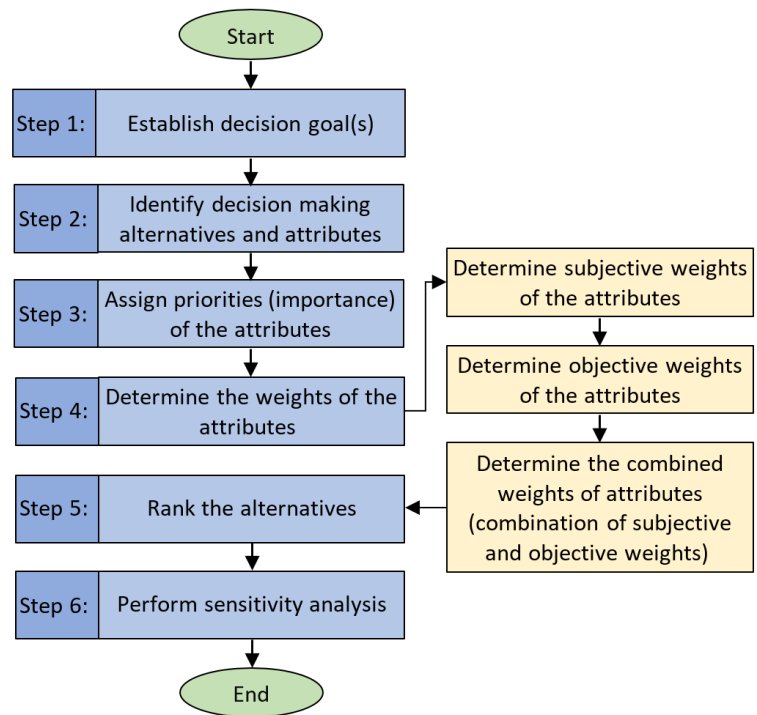 Start
Step 1:
Establish decision goal(s)
Step 2:
Identify decision making
alternatives and attributes
Step 3:
Assign priorities (importance)
of the attributes
Step 4:
Determine the weights of the
attributes
Determine subjective weights
of the attributes
Determine objective weights
of the attributes
Determine the combined
weights of attributes
(combination of subjective
and objective weights)
Step 5:
Rank the alternatives
Step 6:
Perform sensitivity analysis
End